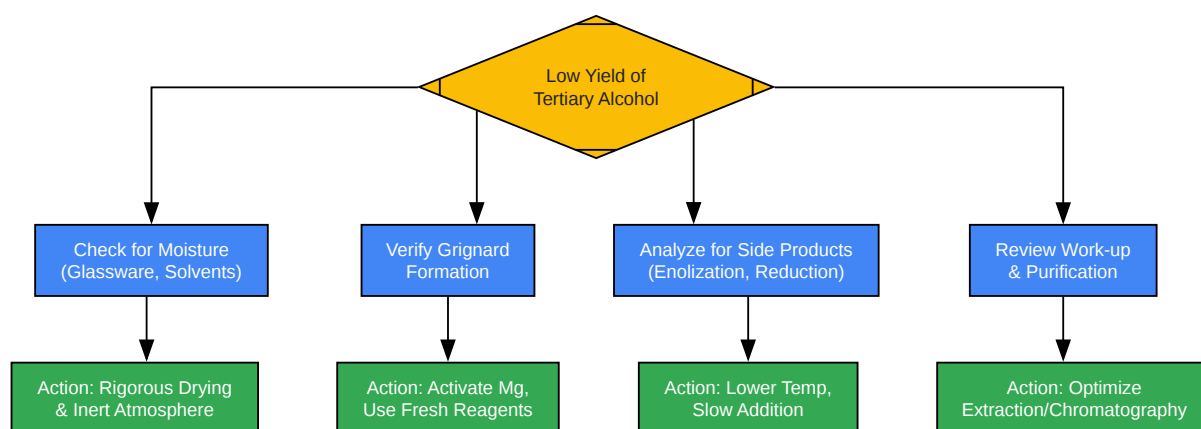 Low Yield of
Tertiary Alcohol
Check for Moisture
(Glassware, Solvents)
Verify Grignard
Formation
Analyze for Side Products
(Enolization, Reduction)
Review Work-up
& Purification
Action: Rigorous Drying
& Inert Atmosphere
Action: Activate Mg,
Use Fresh Reagents
Action: Lower Temp,
Slow Addition
Action: Optimize
Extraction/Chromatography